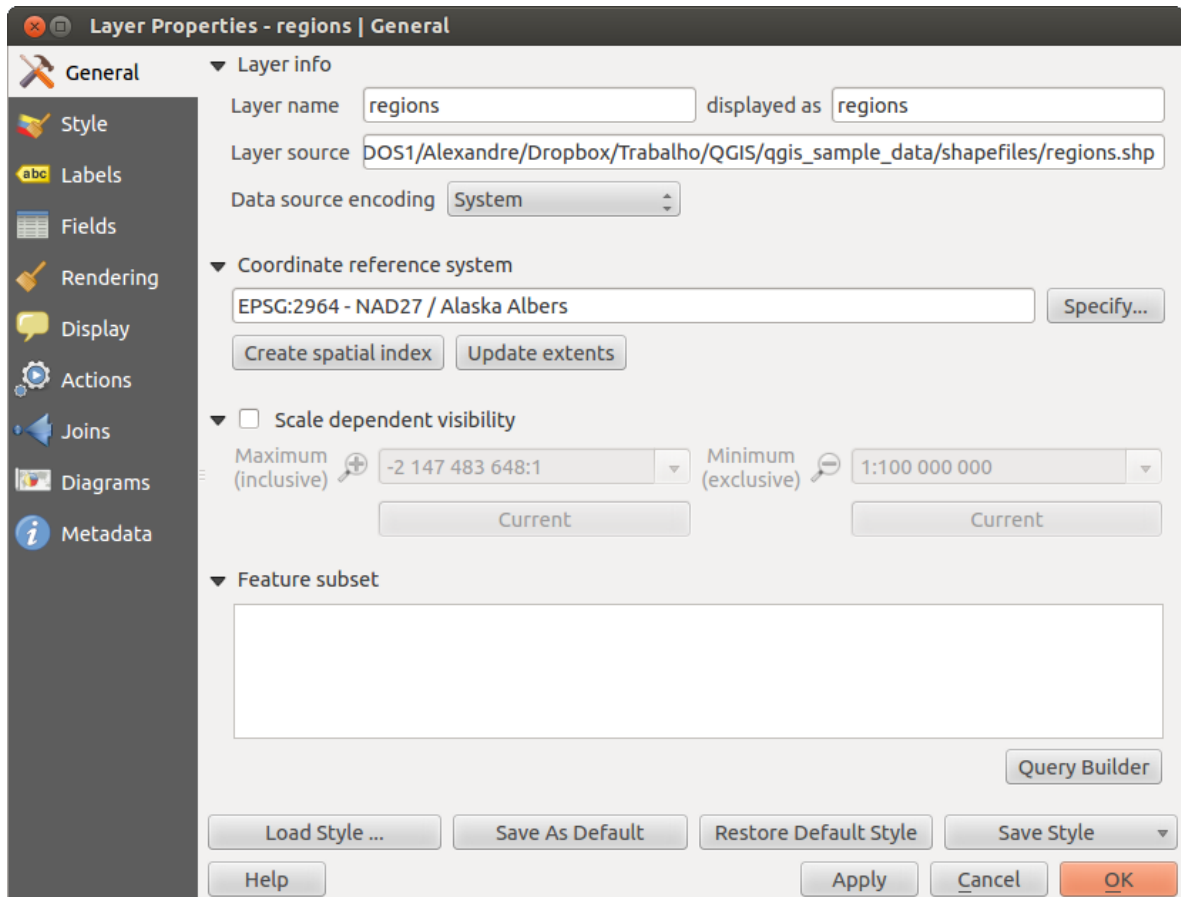 Layer Properties - regions | General
General
Style
abc Labels
Fields
Rendering
Display
Actions
Joins
Diagrams
i Metadata
Layer info
Layer name regions displayed as regions
Layer source DOS1/Alexandre/Dropbox/Trabalho/QGIS/qgis_sample_data/shapefiles/regions.shp
Data source encoding System
Coordinate reference system
EPSG:2964 - NAD27 / Alaska Albers Specify...
Create spatial index Update extents
Scale dependent visibility
Maximum (inclusive) -2 147 483 648:1 Minimum (exclusive) 1:100 000 000
Current Current
Feature subset
Query Builder
Load Style ... Save As Default Restore Default Style Save Style
Help Apply Cancel OK